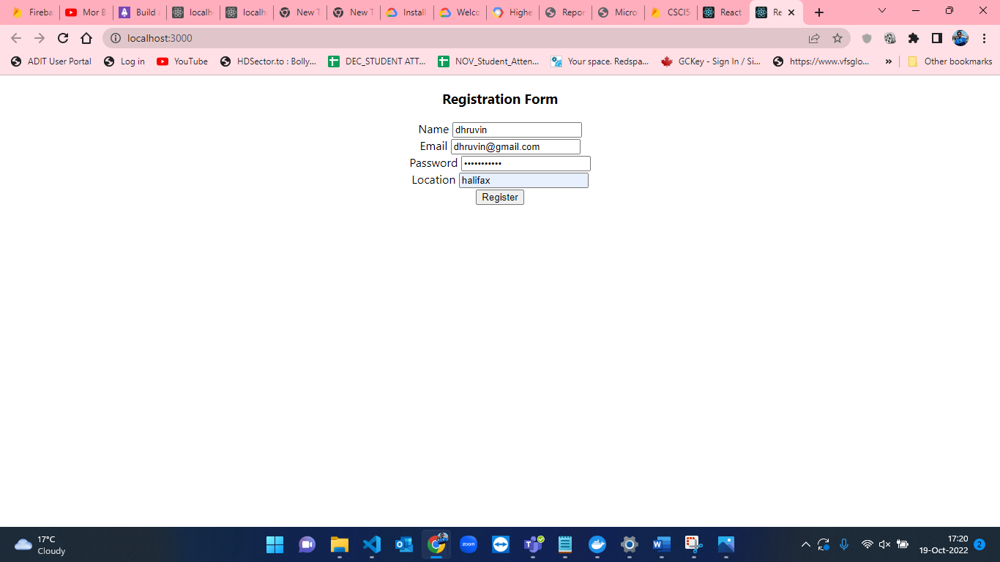 Fireba
Mor B
Build a
localh
localh
New T
New T
Install
Welco
Highe
Repor
Micro
CSCI5
React
Re
localhost:3000
ADIT User Portal
Log in
YouTube
HDSector.to : Bolly...
DEC_STUDENT ATT...
NOV_Student_Atten...
Your space. Redspa...
GCKey - Sign In / Si...
https://www.vfsglo...
»
Other bookmarks
Registration Form
Name dhruvin
Email dhruvin@gmail.com
Password •••••••••••
Location halifax
Register
17°C
Cloudy
zoom
17:20
19-Oct-2022
2